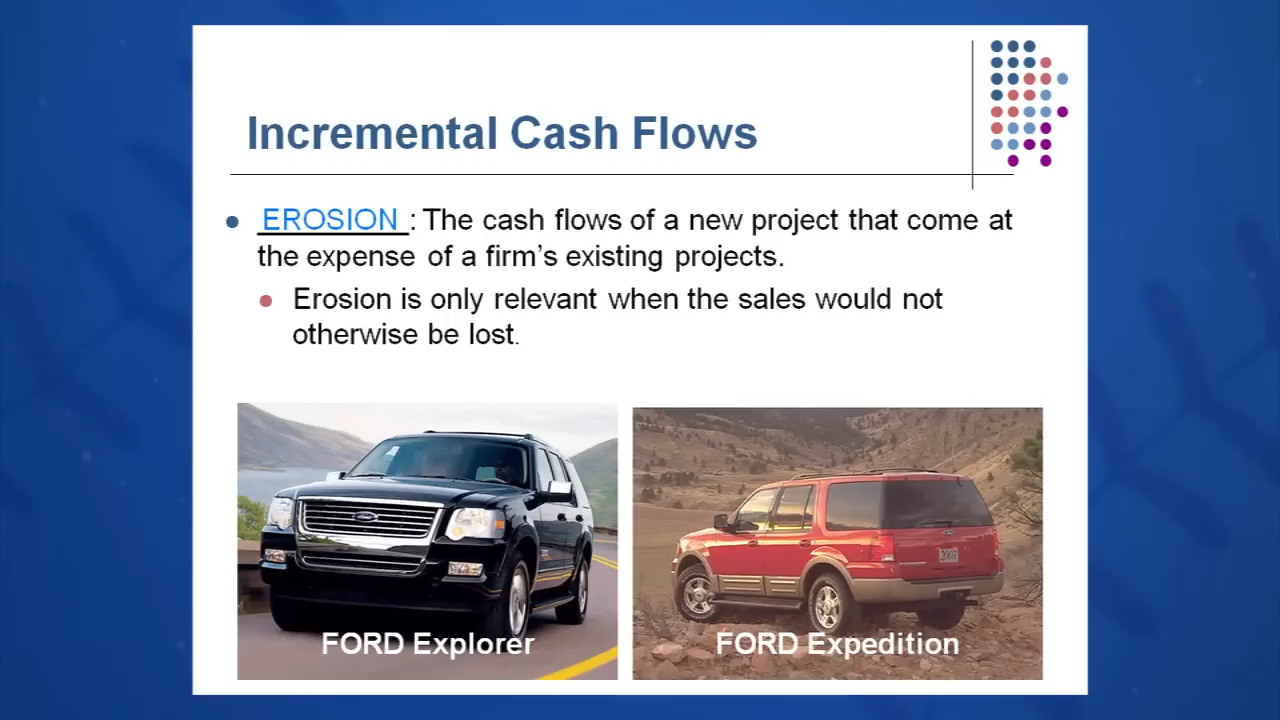 Incremental Cash Flows
EROSION : The cash flows of a new project that come at
the expense of a firm's existing projects.
Erosion is only relevant when the sales would not
otherwise be lost.
FORD Explorer
FORD Expedition